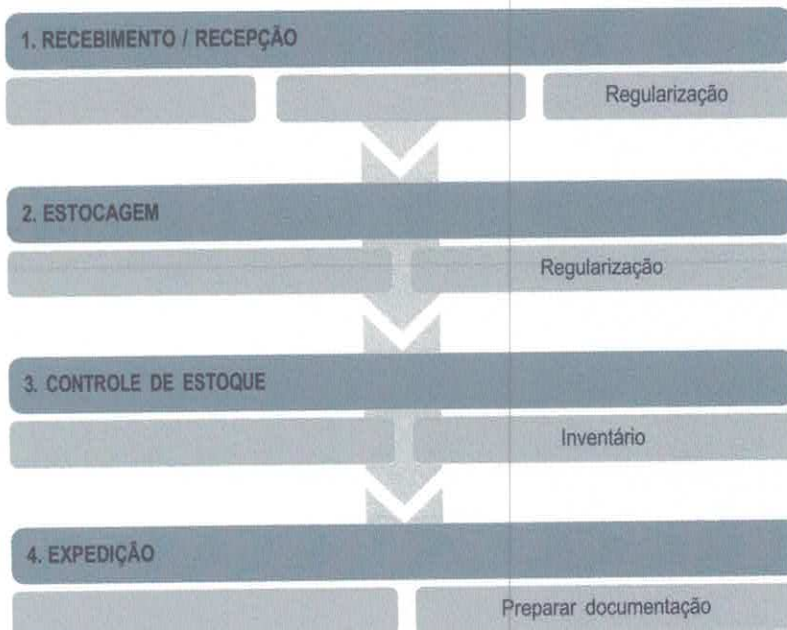 1. RECEBIMENTO / RECEPÇÃO
Regularização
2. ESTOCAGEM
Regularização
3. CONTROLE DE ESTOQUE
Inventário
4. EXPEDIÇÃO
Preparar documentação